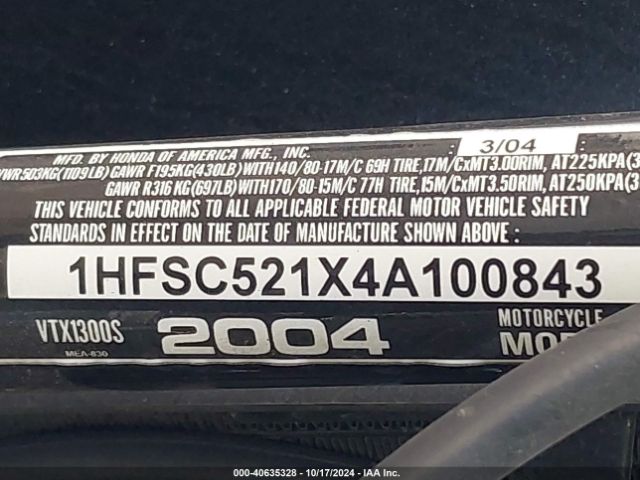 MFD. BY HONDA OF AMERICA MFG., INC. 3/04
503KG(1109LB) GAWR F195KG(430LB)WITH140/80-17M/C 69H TIRE,17M/CxMT3.00RIM, AT225KPA(3
GAWR R316KG(697LB)WITH170/80-15M/C 77H TIRE,15M/CxMT3.50RIM, AT250KPA(3
THIS VEHICLE CONFORMS TO ALL APPLICABLE FEDERAL MOTOR VEHICLE SAFETY
STANDARDS IN EFFECT ON THE DATE OF MANUFACTURE SHOWN ABOVE :
1HFSC521X4A100843
VTX1300S 2004 MOTORCYCLE
MEA-830
000-40635328 - 10/17/2024 - IAA Inc.